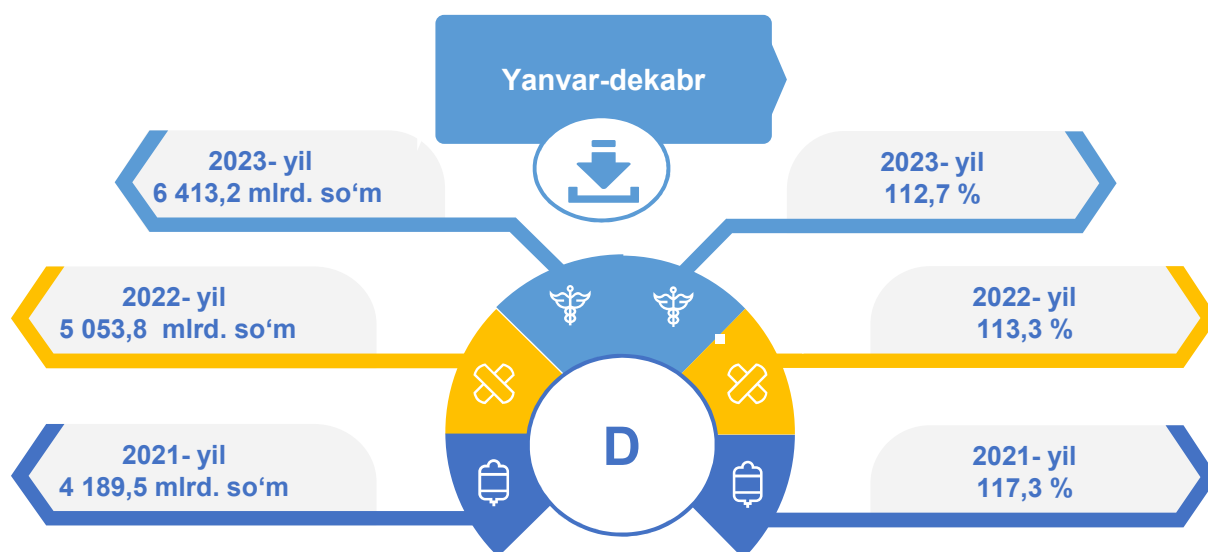 Yanvar-dekabr
2023- yil
6 413,2 mlrd. so‘m
2023- yil
112,7 %
2022- yil
5 053,8 mlrd. so‘m
2022- yil
113,3 %
2021- yil
4 189,5 mlrd. so‘m
2021- yil
117,3 %
D